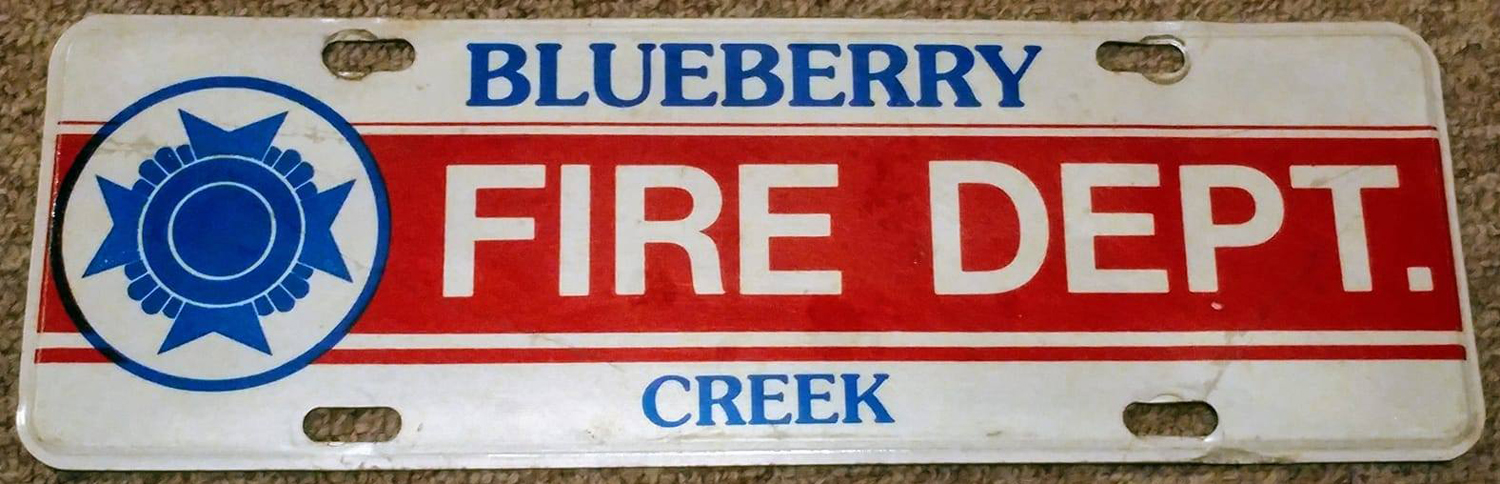 BLUEBERRY
FIRE DEPT.
CREEK